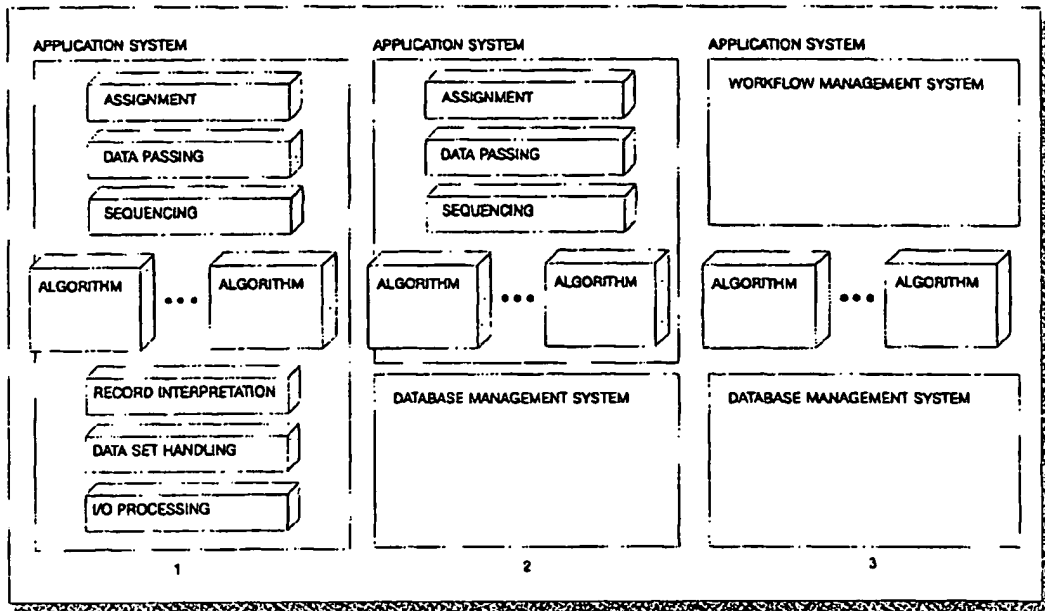 APPLICATION SYSTEM
ASSIGNMENT
DATA PASSING
SEQUENCING
ALGORITHM ••• ALGORITHM
RECORD INTERPRETATION
DATA SET HANDLING
I/O PROCESSING
1
APPLICATION SYSTEM
ASSIGNMENT
DATA PASSING
SEQUENCING
ALGORITHM ••• ALGORITHM
DATABASE MANAGEMENT SYSTEM
2
APPLICATION SYSTEM
WORKFLOW MANAGEMENT SYSTEM
ALGORITHM ••• ALGORITHM
DATABASE MANAGEMENT SYSTEM
3